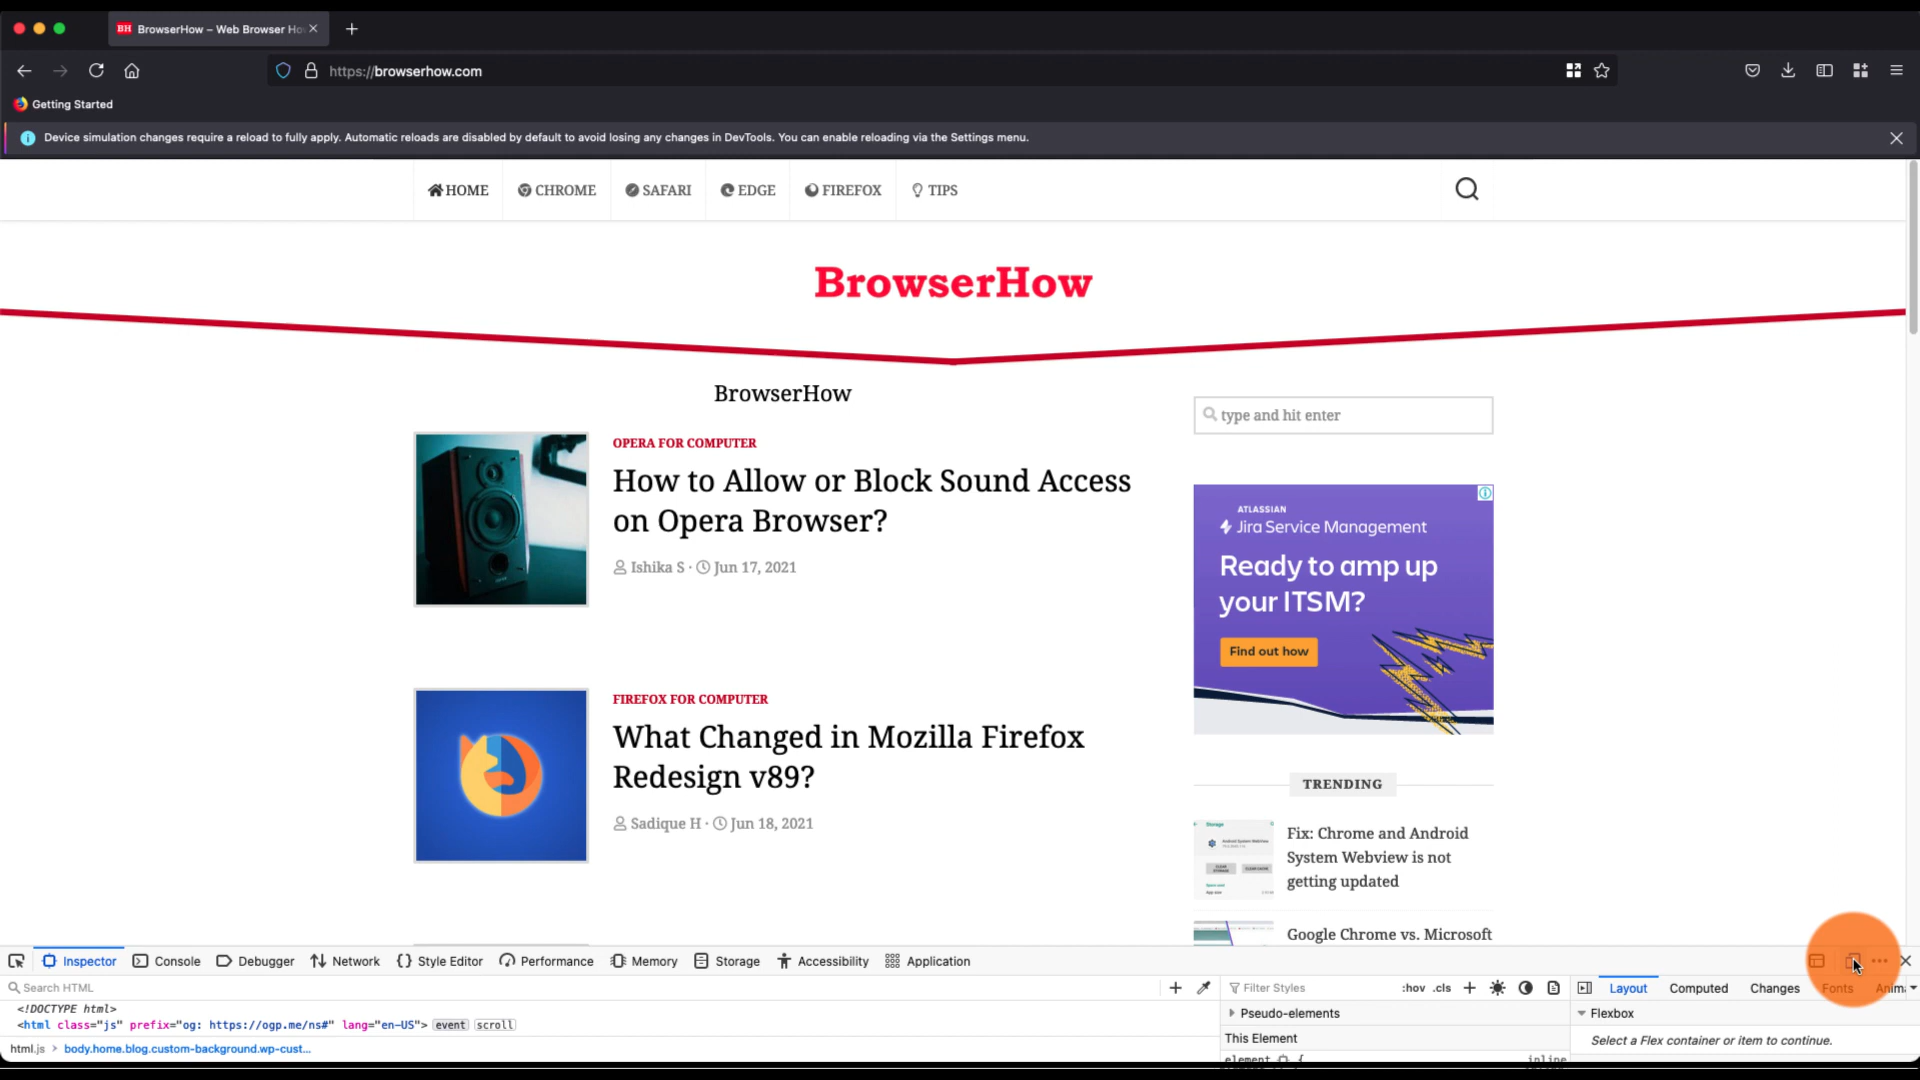 BH BrowserHow – Web Browser Ho
https://browserhow.com
Getting Started
Device simulation changes require a reload to fully apply. Automatic reloads are disabled by default to avoid losing any changes in DevTools. You can enable reloading via the Settings menu.
HOME CHROME SAFARI EDGE FIREFOX TIPS
BrowserHow
BrowserHow
type and hit enter
OPERA FOR COMPUTER
How to Allow or Block Sound Access
on Opera Browser?
Ishika S · Jun 17, 2021
ATLASSIAN
Jira Service Management
Ready to amp up
your ITSM?
Find out how
FIREFOX FOR COMPUTER
What Changed in Mozilla Firefox
Redesign v89?
Sadique H · Jun 18, 2021
TRENDING
Fix: Chrome and Android
System Webview is not
getting updated
Google Chrome vs. Microsoft
Inspector Console Debugger Network Style Editor Performance Memory Storage Accessibility Application
Search HTML
<!DOCTYPE html>
<html class="js" prefix="og: https://ogp.me/ns#" lang="en-US"> event scroll
html.js > body.home.blog.custom-background.wp-cust...
Filter Styles :hov .cls
Pseudo-elements
This Element
element { inline
Layout Computed Changes Fonts Anim
Flexbox
Select a Flex container or item to continue.